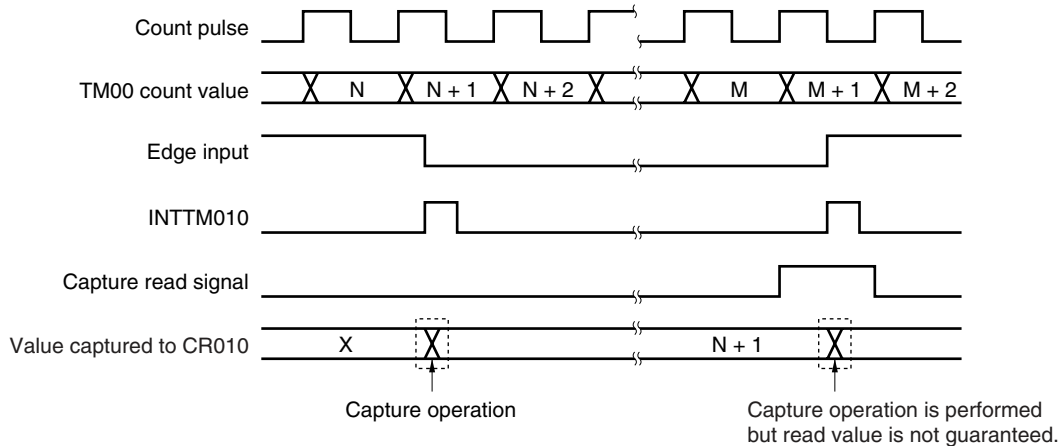 Count pulse
TM00 count value
N
N + 1
N + 2
M
M + 1
M + 2
Edge input
INTTM010
Capture read signal
Value captured to CR010
X
N + 1
Capture operation
Capture operation is performed
but read value is not guaranteed.